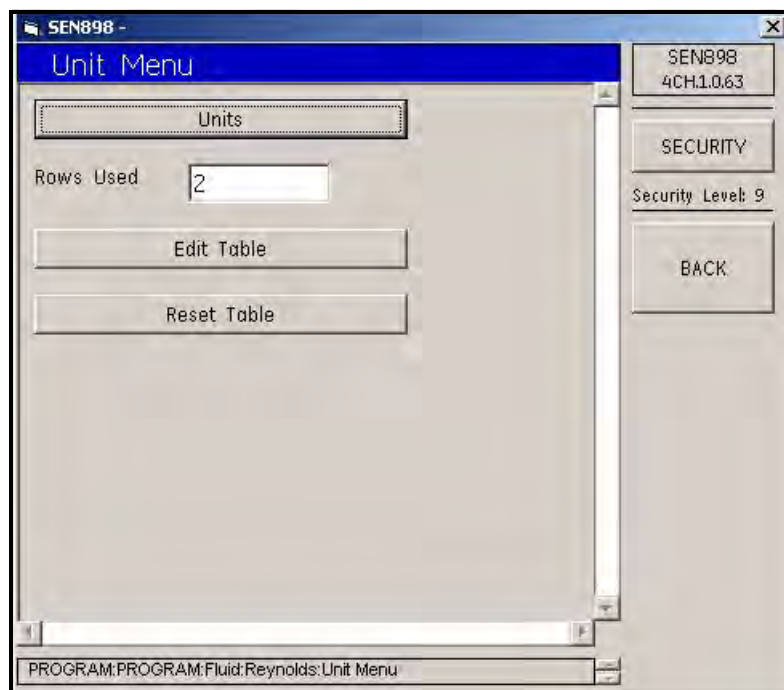 SEN898 -
Unit Menu
Units
Rows Used 2
Edit Table
Reset Table
SEN898
4CH.1.0.63
SECURITY
Security Level: 9
BACK
PROGRAM:PROGRAM:Fluid:Reynolds:Unit Menu